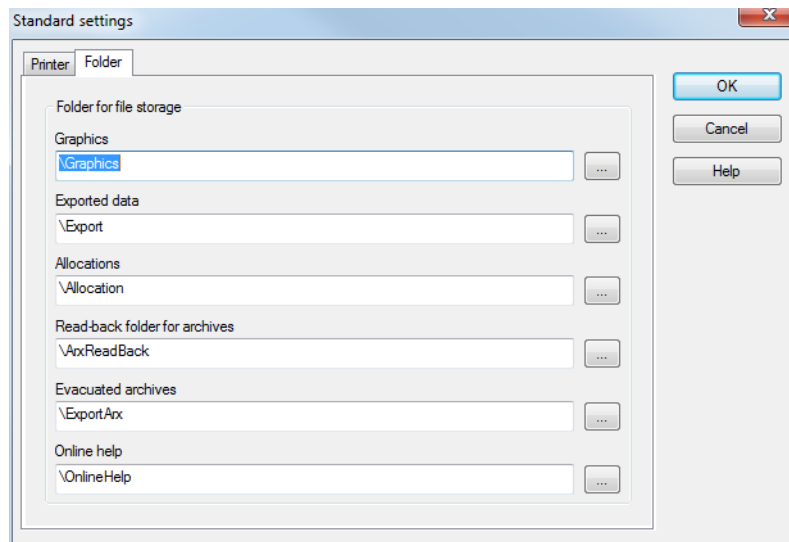 Standard settings
Printer Folder
Folder for file storage
Graphics
\Graphics
...
Exported data
\Export
...
Allocations
\Allocation
...
Read-back folder for archives
\ArxReadBack
...
Evacuated archives
\ExportArx
...
Online help
\OnlineHelp
...
OK
Cancel
Help